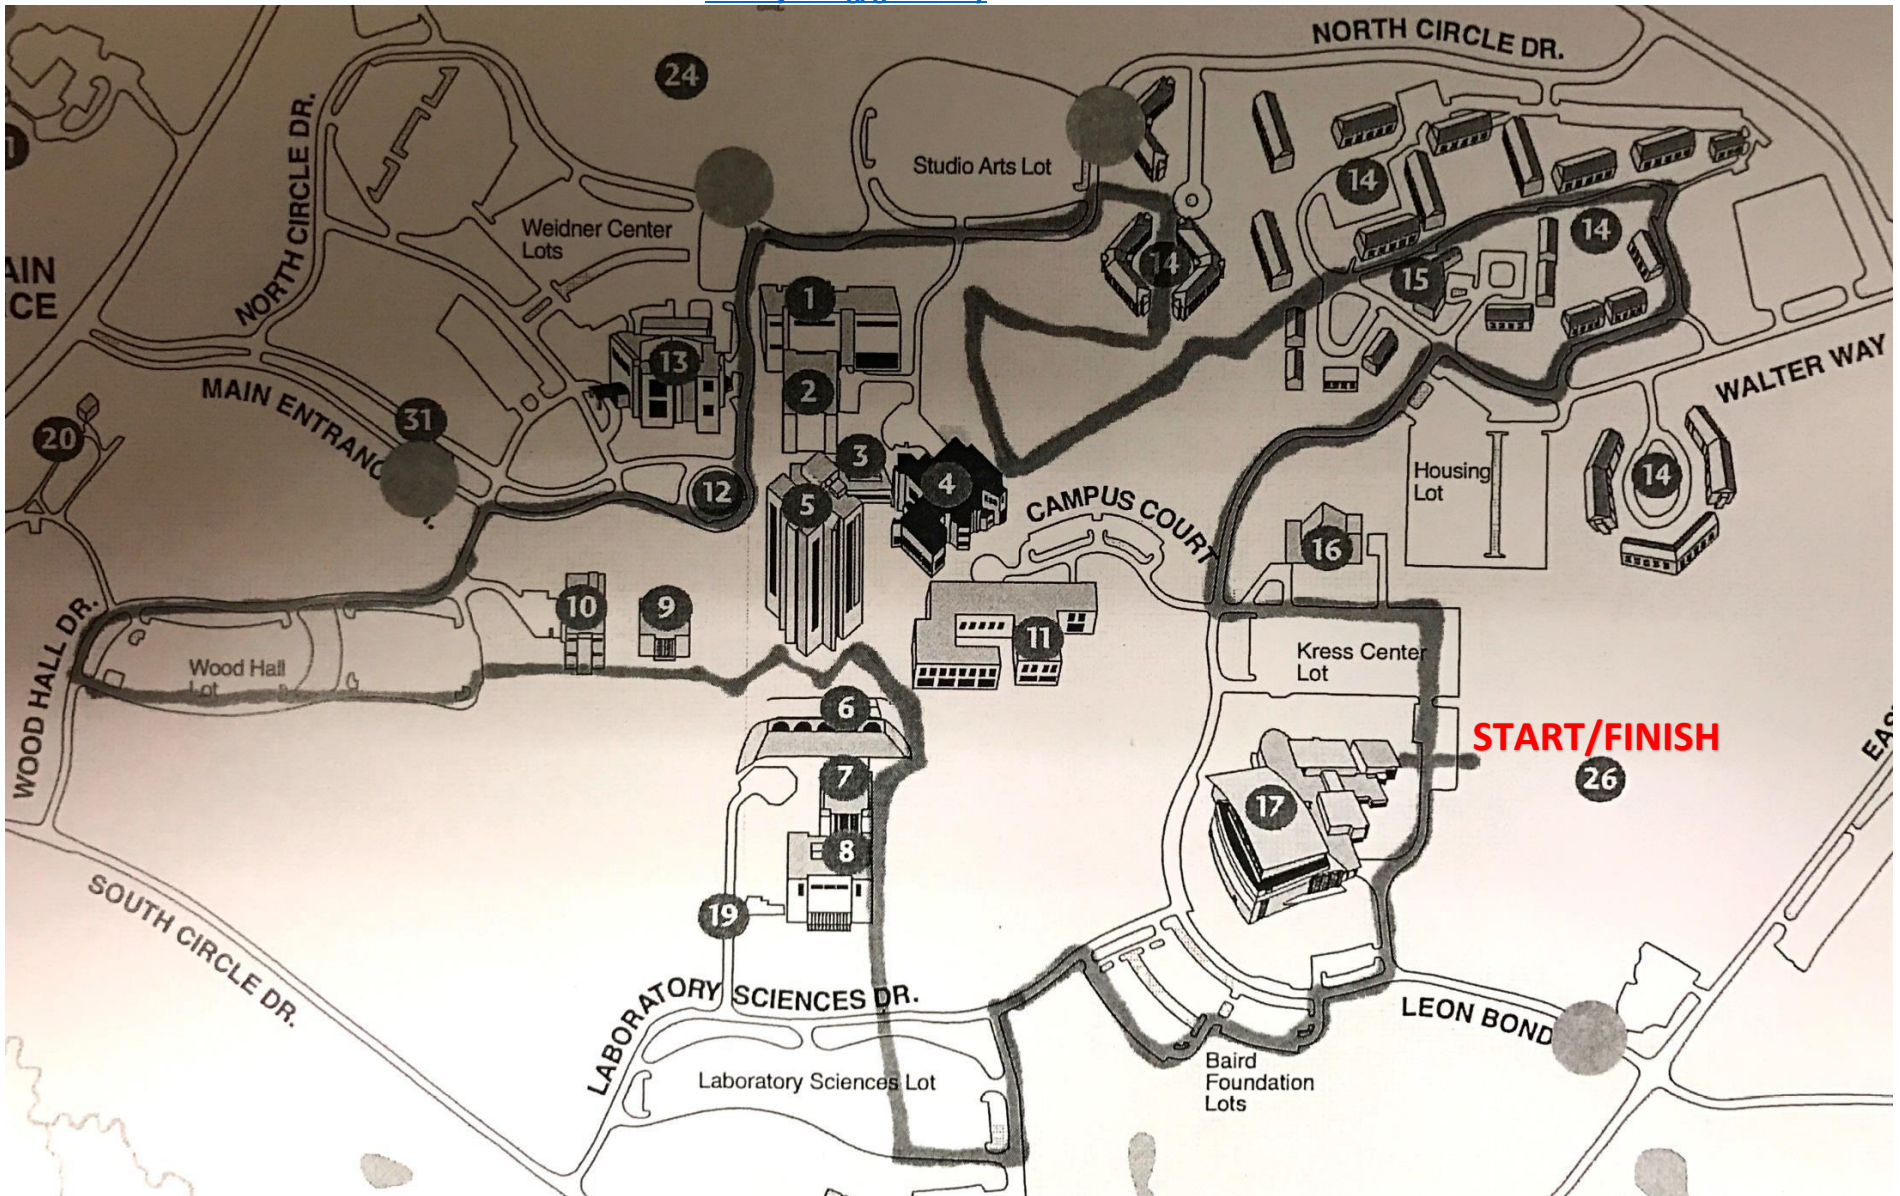 NORTH CIRCLE DR.
24
Studio Arts Lot
14
NORTH CIRCLE DR.
Weidner Center
Lots
14
14
15
1
13
2
MAIN ENTRANC
31
20
3
4
12
5
CAMPUS COURT
Housing
Lot
14
WALTER WAY
16
10
9
11
WOOD HALL DR.
Wood Hall
Lot
Kress Center
Lot
6
START/FINISH
26
7
17
8
E
19
SOUTH CIRCLE DR.
LABORATORY SCIENCES DR.
LEON BOND
Laboratory Sciences Lot
Baird
Foundation
Lots